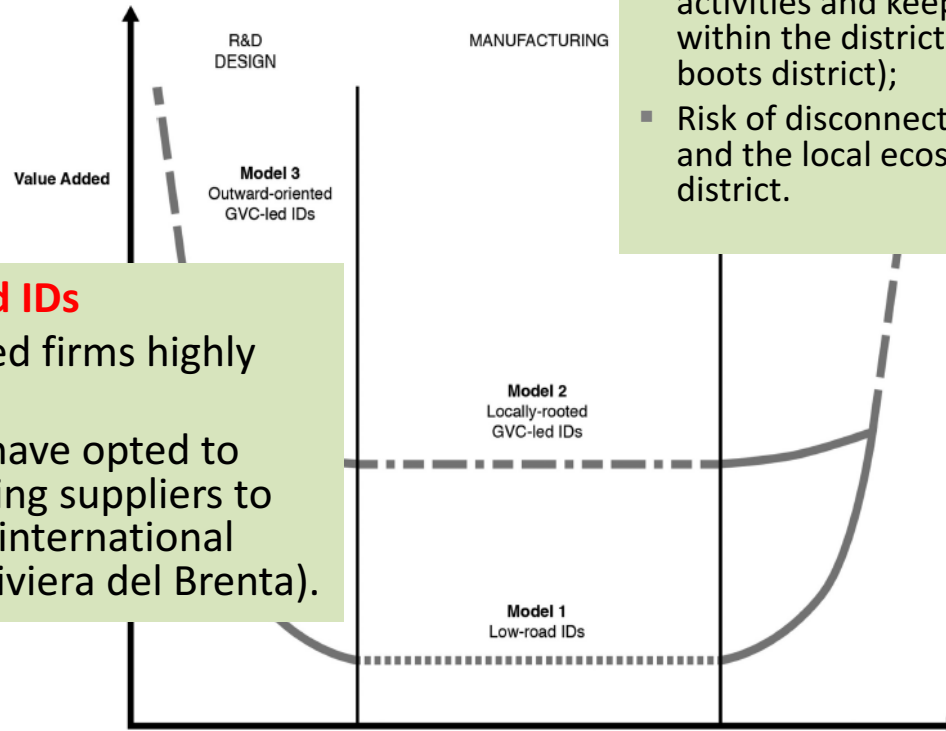 R&D
DESIGN
MANUFACTURING
activities and keep
within the district
boots district);
Risk of disconnect
and the local ecos
district.
Value Added
Model 3
Outward-oriented
GVC-led IDs
d IDs
ed firms highly
have opted to
ing suppliers to
international
iviera del Brenta).
Model 2
Locally-rooted
GVC-led IDs
Model 1
Low-road IDs